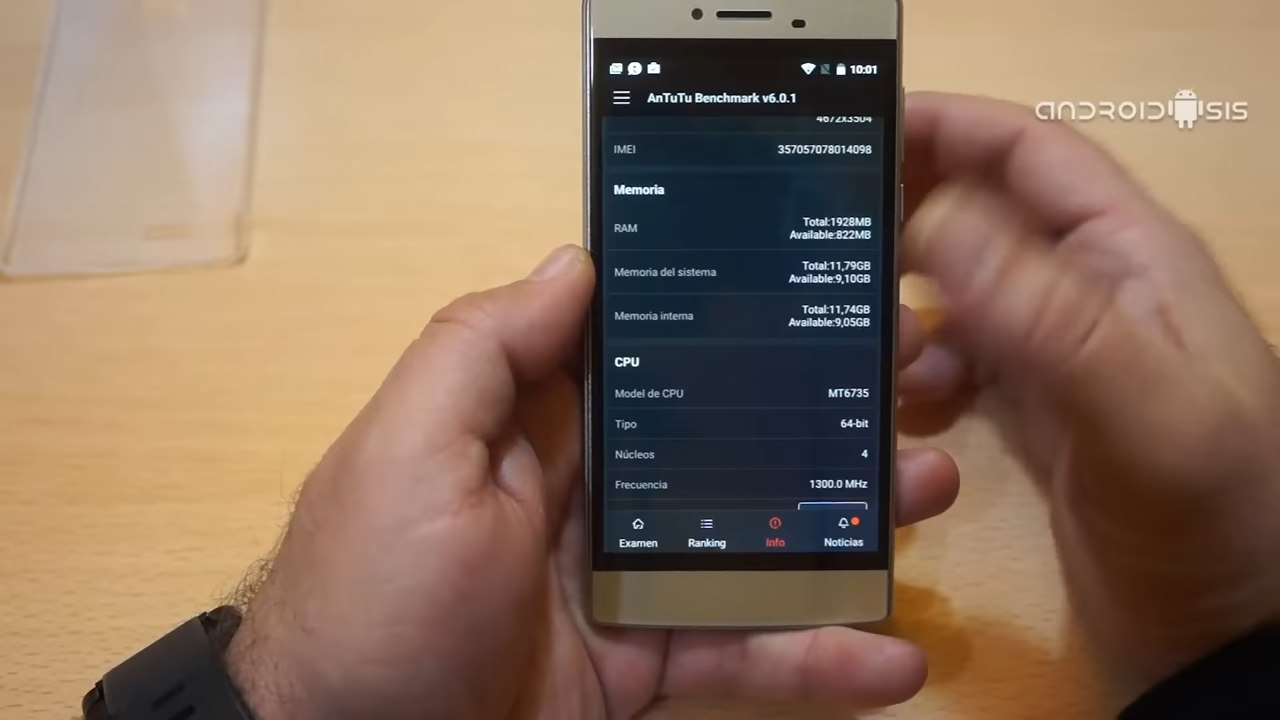 10:01
AnTuTu Benchmark v6.0.1
ANDROIDSIS
4672x3504
IMEI 357057078014098
Memoria
RAM Total:1928MB
Available:822MB
Memoria del sistema Total:11,79GB
Available:9,10GB
Memoria interna Total:11,74GB
Available:9,05GB
CPU
Model de CPU MT6735
Tipo 64-bit
Núcleos 4
Frecuencia 1300.0 MHz
Examen Ranking Info Noticias